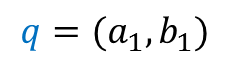 q = (a₁, b₁)